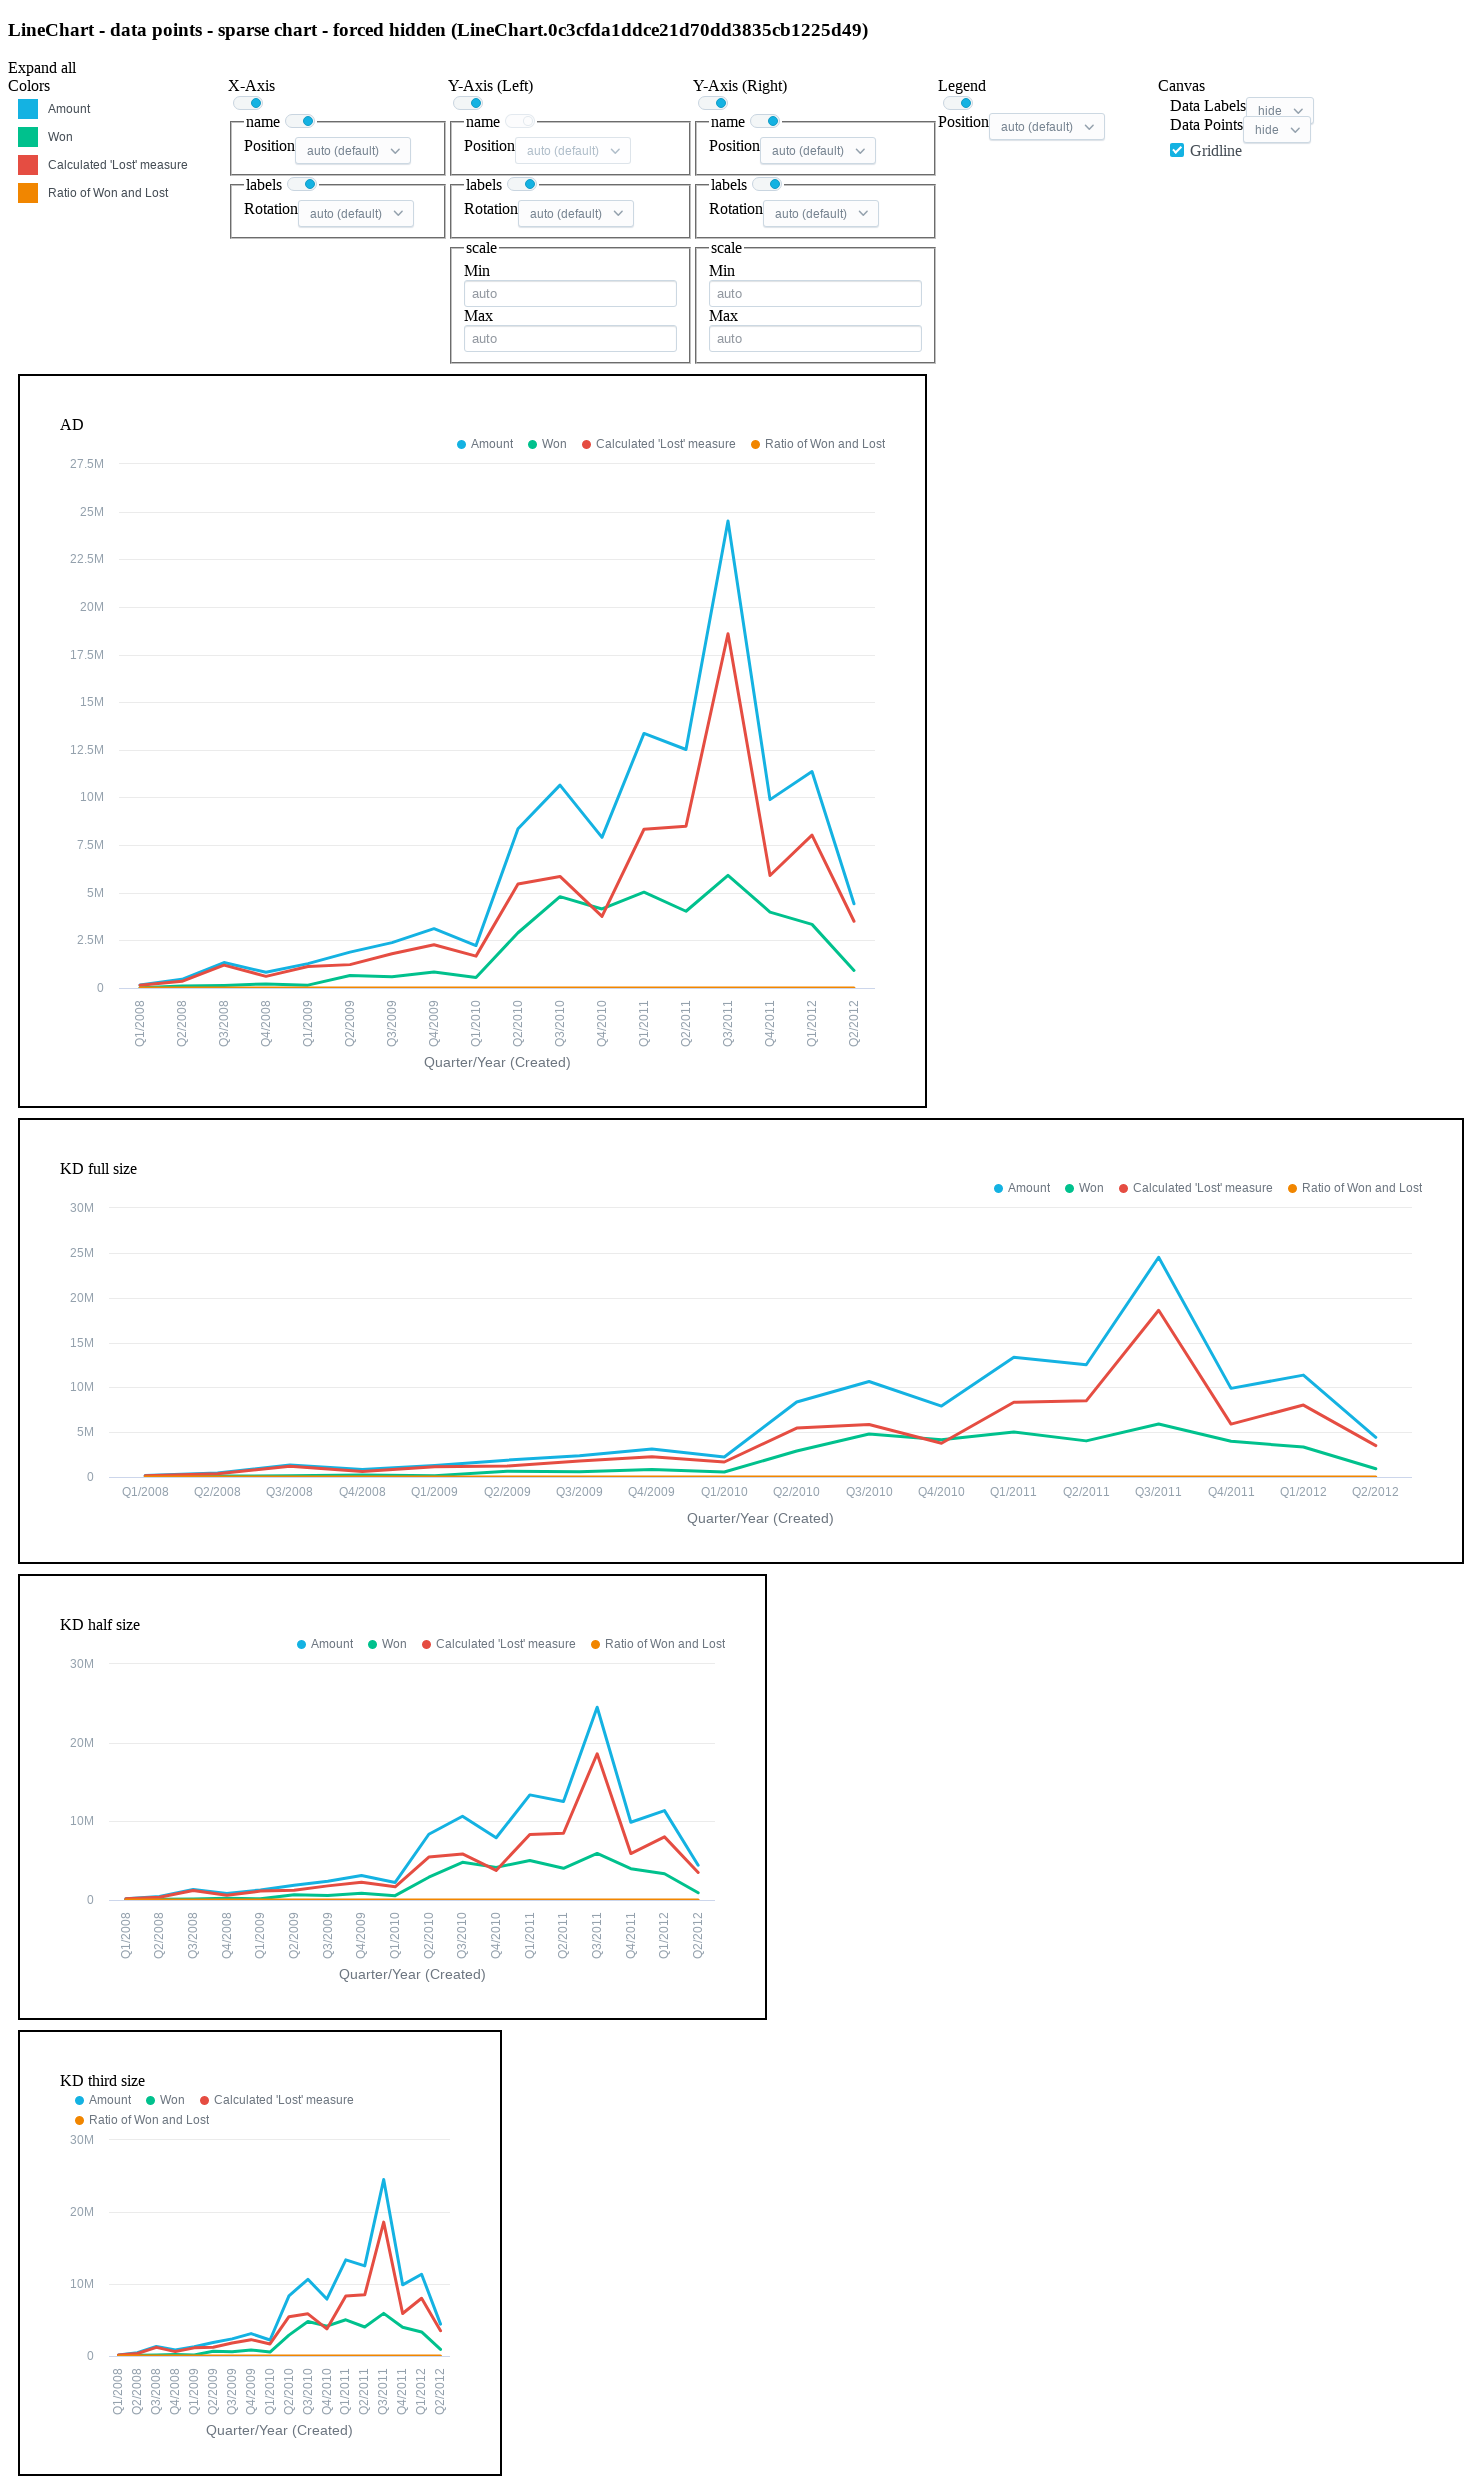 LineChart - data points - sparse chart - forced hidden (LineChart.0c3cfda1ddce21d70dd3835cb1225d49)
Expand all
Colors
Amount
Won
Calculated 'Lost' measure
Ratio of Won and Lost
X-Axis
name
Position auto (default)
labels
Rotation auto (default)
Y-Axis (Left)
name
Position auto (default)
labels
Rotation auto (default)
scale
Min
auto
Max
auto
Y-Axis (Right)
name
Position auto (default)
labels
Rotation auto (default)
scale
Min
auto
Max
auto
Legend
Position auto (default)
Canvas
Data Labels hide
Data Points hide
Gridline
AD
Amount Won Calculated 'Lost' measure Ratio of Won and Lost
27.5M
25M
22.5M
20M
17.5M
15M
12.5M
10M
7.5M
5M
2.5M
0
Q1/2008 Q2/2008 Q3/2008 Q4/2008 Q1/2009 Q2/2009 Q3/2009 Q4/2009 Q1/2010 Q2/2010 Q3/2010 Q4/2010 Q1/2011 Q2/2011 Q3/2011 Q4/2011 Q1/2012 Q2/2012
Quarter/Year (Created)
KD full size
Amount Won Calculated 'Lost' measure Ratio of Won and Lost
30M
25M
20M
15M
10M
5M
0
Q1/2008 Q2/2008 Q3/2008 Q4/2008 Q1/2009 Q2/2009 Q3/2009 Q4/2009 Q1/2010 Q2/2010 Q3/2010 Q4/2010 Q1/2011 Q2/2011 Q3/2011 Q4/2011 Q1/2012 Q2/2012
Quarter/Year (Created)
KD half size
Amount Won Calculated 'Lost' measure Ratio of Won and Lost
30M
20M
10M
0
Q1/2008 Q2/2008 Q3/2008 Q4/2008 Q1/2009 Q2/2009 Q3/2009 Q4/2009 Q1/2010 Q2/2010 Q3/2010 Q4/2010 Q1/2011 Q2/2011 Q3/2011 Q4/2011 Q1/2012 Q2/2012
Quarter/Year (Created)
KD third size
Amount Won Calculated 'Lost' measure
Ratio of Won and Lost
30M
20M
10M
0
Q1/2008 Q2/2008 Q3/2008 Q4/2008 Q1/2009 Q2/2009 Q3/2009 Q4/2009 Q1/2010 Q2/2010 Q3/2010 Q4/2010 Q1/2011 Q2/2011 Q3/2011 Q4/2011 Q1/2012 Q2/2012
Quarter/Year (Created)